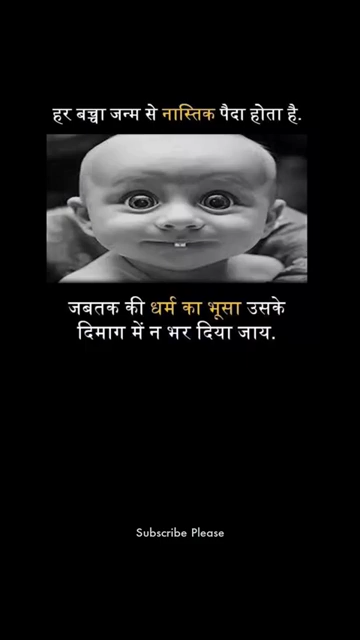 हर बच्चा जन्म से नास्तिक पैदा होता है.
जबतक की धर्म का भूसा उसके
दिमाग में न भर दिया जाय.
Subscribe Please